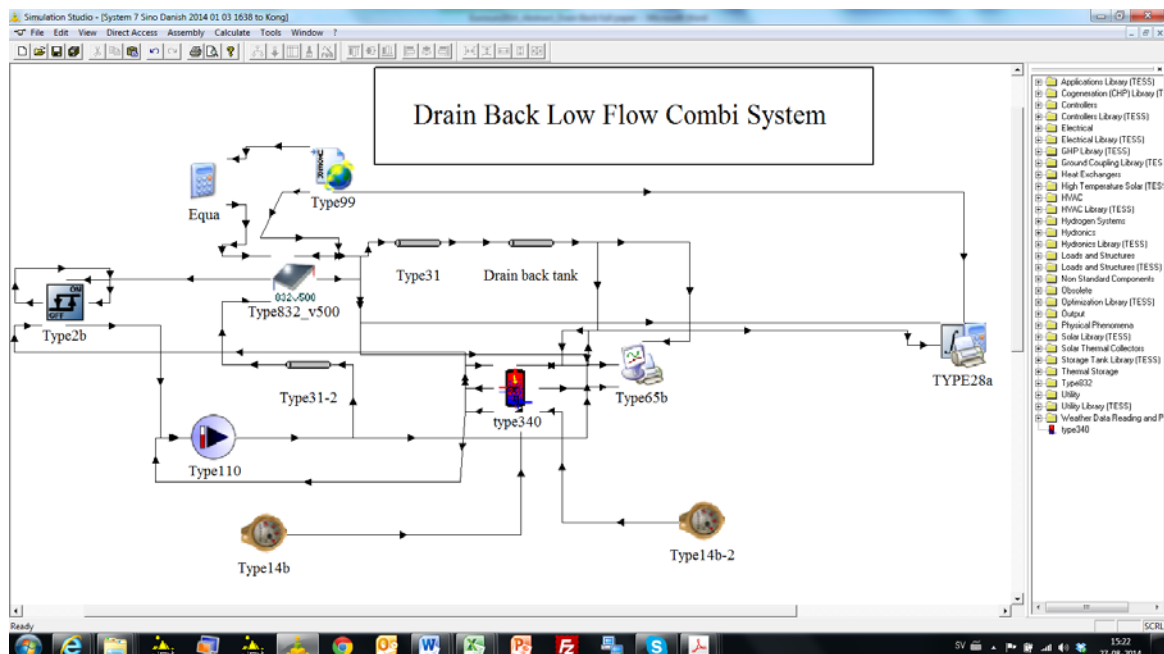 Simulation Studio - [System 7 Sino Danish 2014 01 03 1638 to Kong]
File Edit View Direct Access Assembly Calculate Tools Window ?
Drain Back Low Flow Combi System
Type99
Equa
Type31
Drain back tank
832v500
Type832_v500
ON
OFF
Type2b
Type31-2
type340
Type65b
TYPE28a
Type110
Type14b
Type14b-2
Applications Library (TESS)
Cogeneration (CHP) Library (T
Controllers
Controllers Library (TESS)
Electrical
Electrical Library (TESS)
GHP Library (TESS)
Ground Coupling Library (TES
Heat Exchangers
High Temperature Solar (TES
HVAC
HVAC Library (TESS)
Hydrogen Systems
Hydronics
Hydronics Library (TESS)
Loads and Structures
Loads and Structures (TESS)
Non Standard Components
Obsolete
Optimization Library (TESS)
Output
Physical Phenomena
Solar Library (TESS)
Solar Thermal Collectors
Storage Tank Library (TESS)
Thermal Storage
Type832
Utility
Utility Library (TESS)
Weather Data Reading and P
type340
Ready
SCRL
SV
15:22
27-08-2014